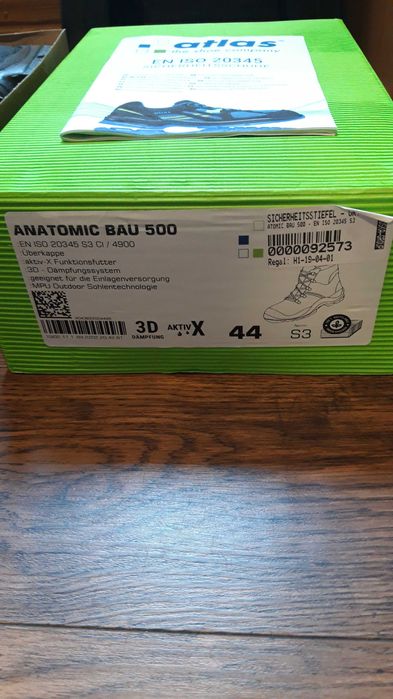 atlas
the shoe company
EN ISO 20345
ANATOMIC BAU 500
EN ISO 20345 S3 CI / 4900
Überkappe
aktiv-X Funktionsfutter
3D - Dämpfungssystem
geeignet für die Einlagenversorgung
MPU Outdoor Sohlentechnologie
SICHERHEITSSTIEFEL - 
ATOMIC BAU 500 - EN ISO 20345 S3
0000092573
Regal: H1-19-04-01
3D
DÄMPFUNG
AKTIV X
44
S3